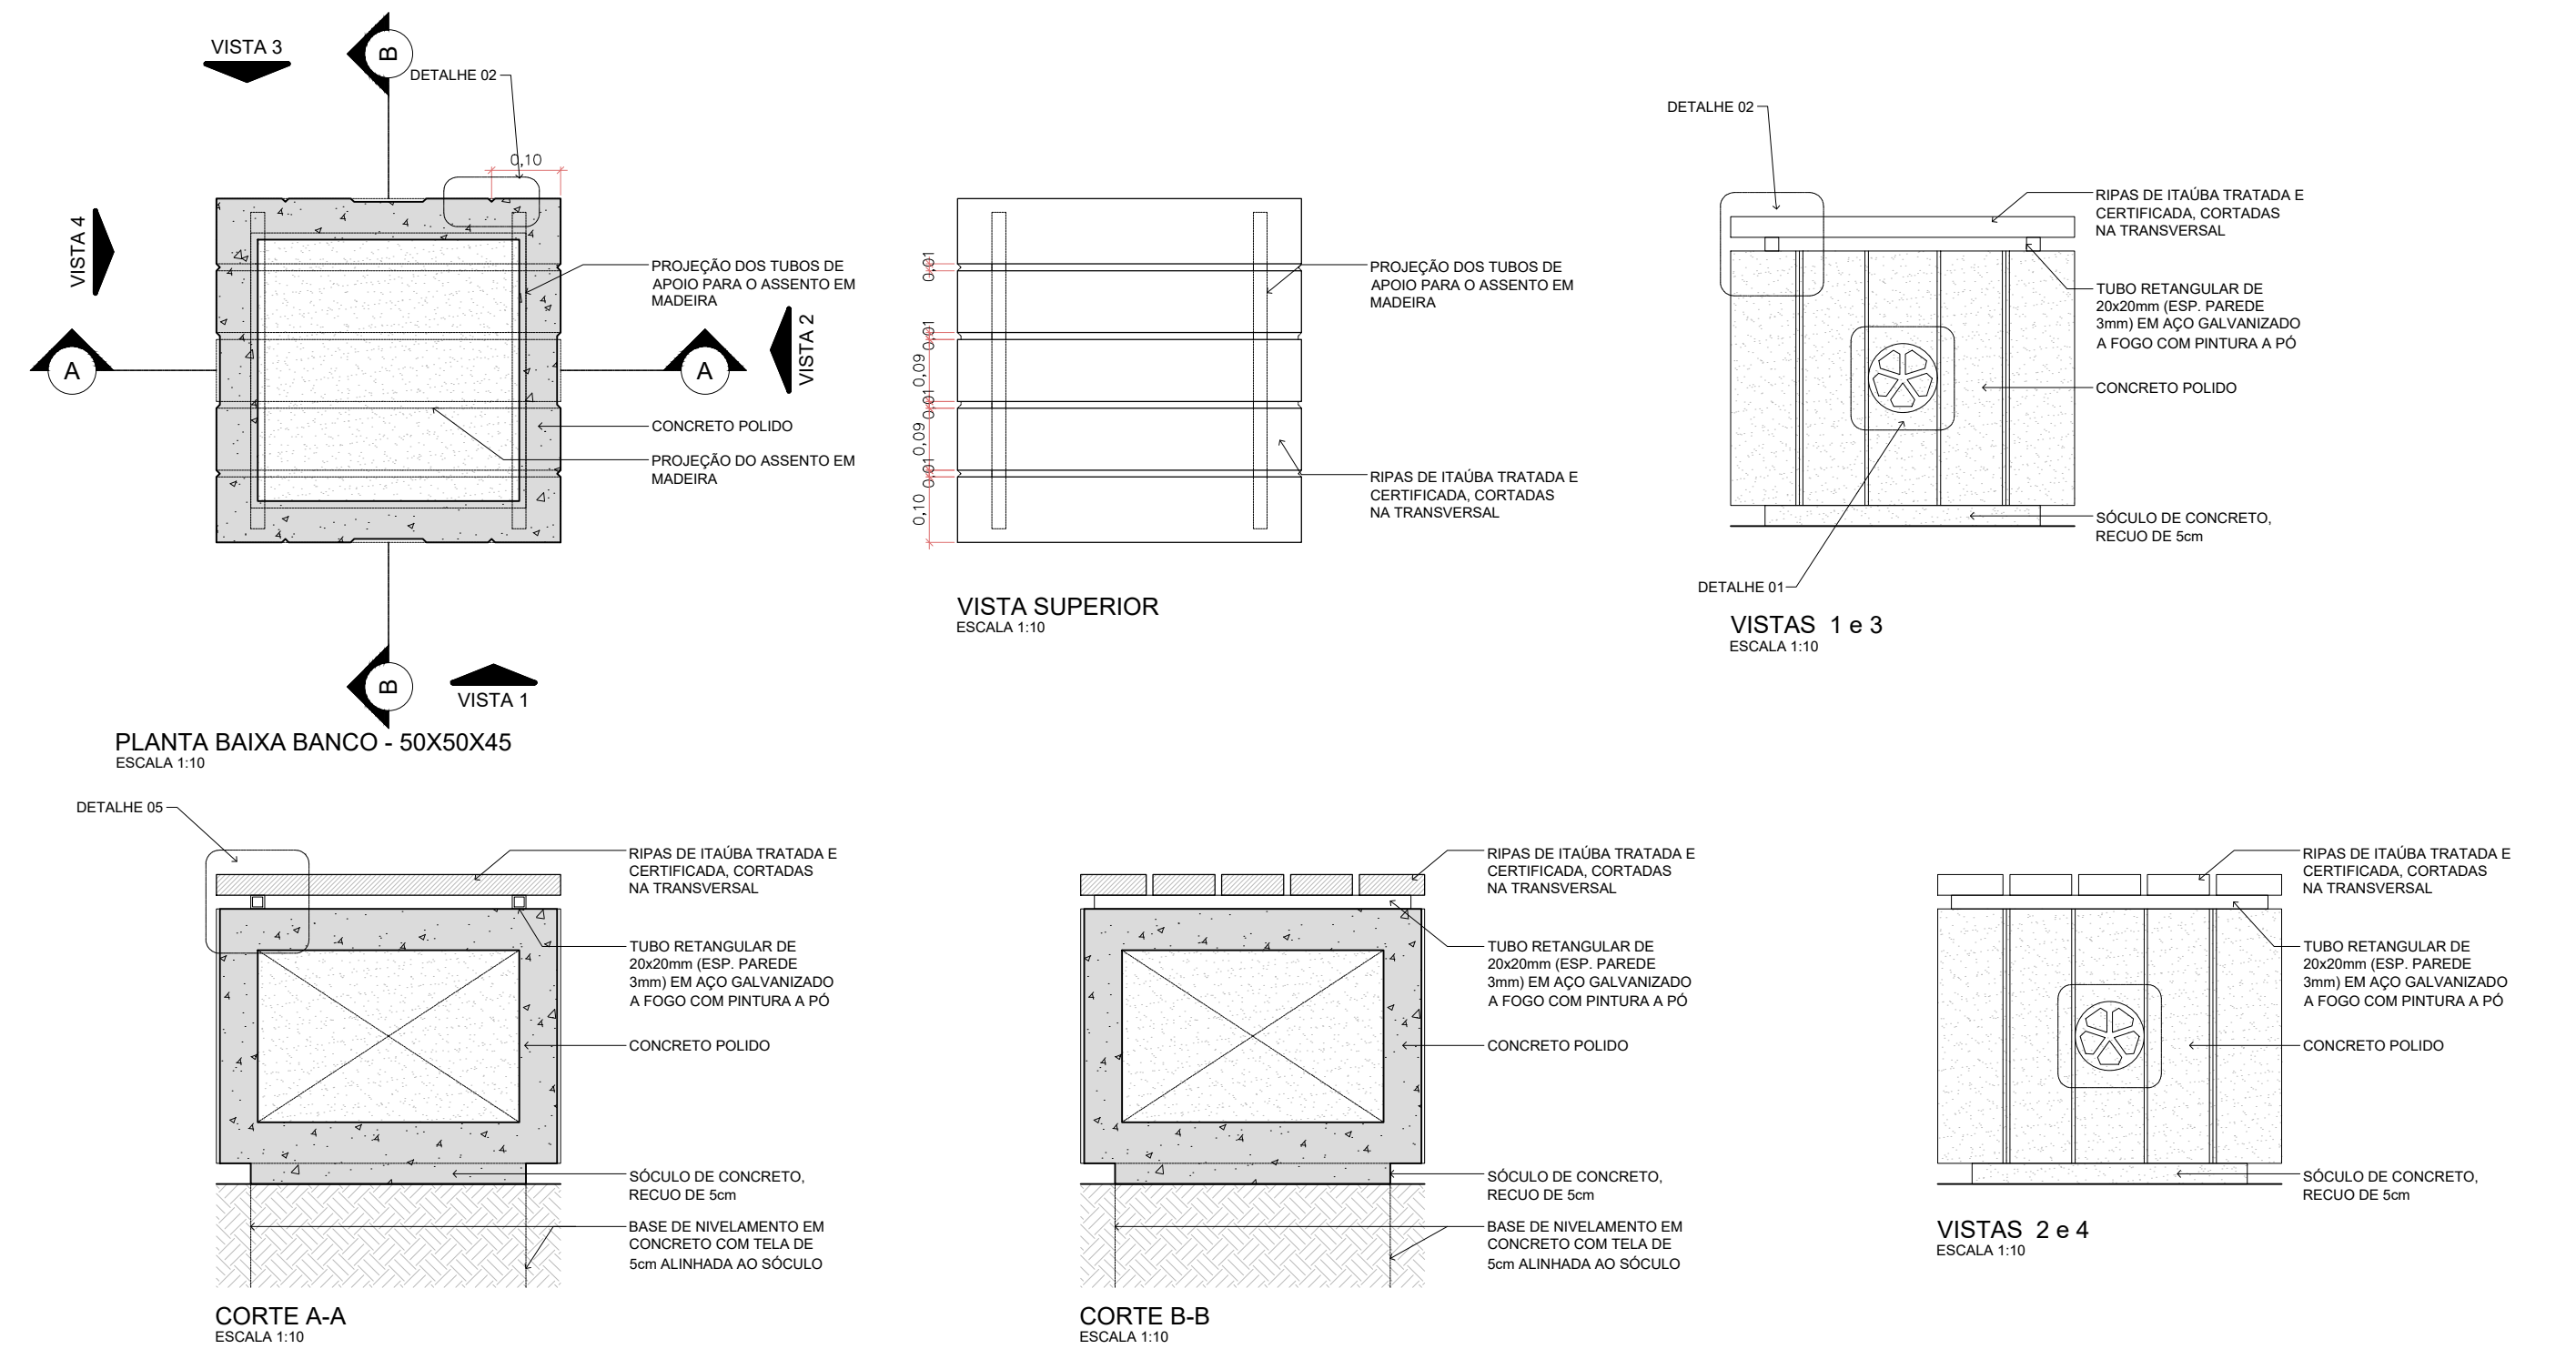 VISTA 3
B
DETALHE 02
0,10
VISTA 4
A
PROJEÇÃO DOS TUBOS DE
APOIO PARA O ASSENTO EM
MADEIRA
VISTA 2
A
CONCRETO POLIDO
PROJEÇÃO DO ASSENTO EM
MADEIRA
B
VISTA 1
PLANTA BAIXA BANCO - 50X50X45
ESCALA 1:10
0,01
0,01
0,09
0,01
0,09
0,01
0,10
PROJEÇÃO DOS TUBOS DE
APOIO PARA O ASSENTO EM
MADEIRA
RIPAS DE ITAÚBA TRATADA E
CERTIFICADA, CORTADAS
NA TRANSVERSAL
VISTA SUPERIOR
ESCALA 1:10
DETALHE 02
RIPAS DE ITAÚBA TRATADA E
CERTIFICADA, CORTADAS
NA TRANSVERSAL
TUBO RETANGULAR DE
20x20mm (ESP. PAREDE
3mm) EM AÇO GALVANIZADO
A FOGO COM PINTURA A PÓ
CONCRETO POLIDO
SÓCULO DE CONCRETO,
RECUO DE 5cm
DETALHE 01
VISTAS 1 e 3
ESCALA 1:10
DETALHE 05
RIPAS DE ITAÚBA TRATADA E
CERTIFICADA, CORTADAS
NA TRANSVERSAL
TUBO RETANGULAR DE
20x20mm (ESP. PAREDE
3mm) EM AÇO GALVANIZADO
A FOGO COM PINTURA A PÓ
CONCRETO POLIDO
SÓCULO DE CONCRETO,
RECUO DE 5cm
BASE DE NIVELAMENTO EM
CONCRETO COM TELA DE
5cm ALINHADA AO SÓCULO
CORTE A-A
ESCALA 1:10
RIPAS DE ITAÚBA TRATADA E
CERTIFICADA, CORTADAS
NA TRANSVERSAL
TUBO RETANGULAR DE
20x20mm (ESP. PAREDE
3mm) EM AÇO GALVANIZADO
A FOGO COM PINTURA A PÓ
CONCRETO POLIDO
SÓCULO DE CONCRETO,
RECUO DE 5cm
BASE DE NIVELAMENTO EM
CONCRETO COM TELA DE
5cm ALINHADA AO SÓCULO
CORTE B-B
ESCALA 1:10
RIPAS DE ITAÚBA TRATADA E
CERTIFICADA, CORTADAS
NA TRANSVERSAL
TUBO RETANGULAR DE
20x20mm (ESP. PAREDE
3mm) EM AÇO GALVANIZADO
A FOGO COM PINTURA A PÓ
CONCRETO POLIDO
SÓCULO DE CONCRETO,
RECUO DE 5cm
VISTAS 2 e 4
ESCALA 1:10